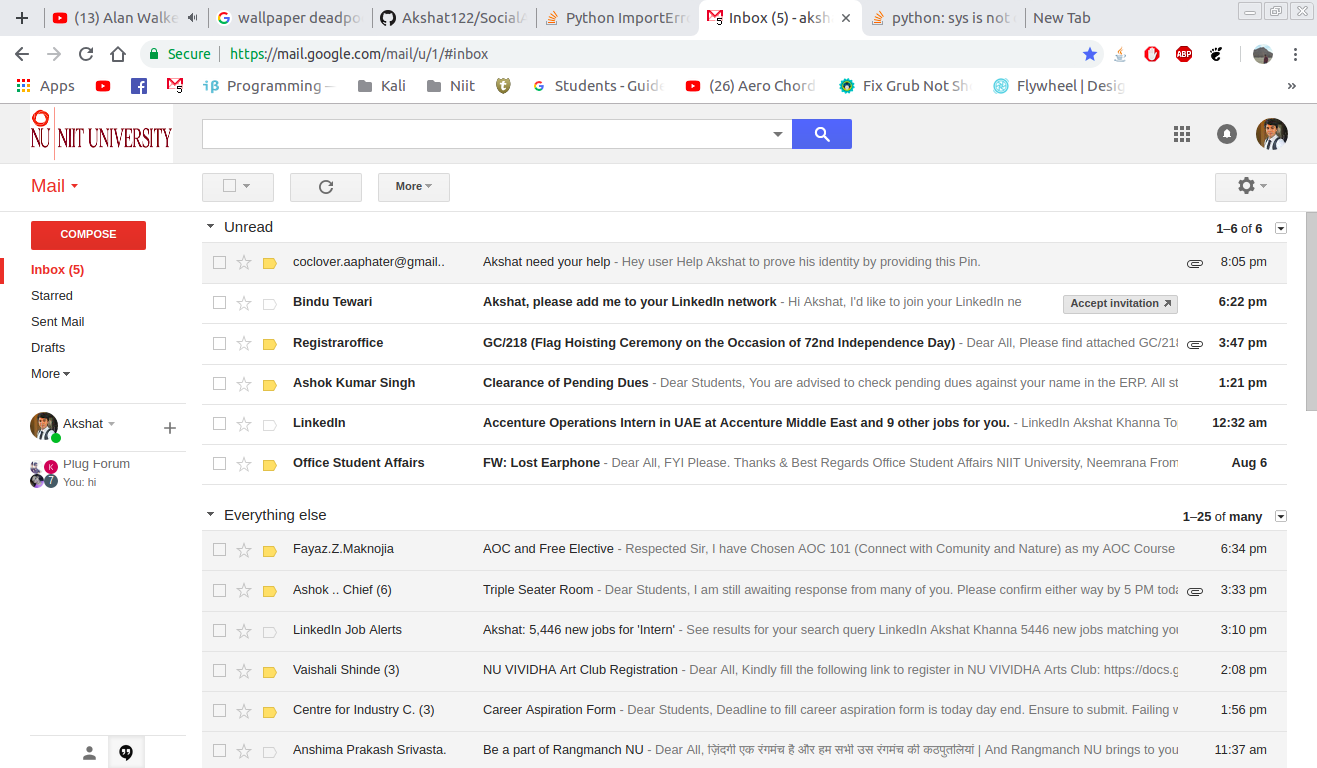 (13) Alan Walke
wallpaper deadpo
Akshat122/SocialA
Python ImportErro
Inbox (5) - aksh
python: sys is not
New Tab
Secure
https://mail.google.com/mail/u/1/#inbox
Apps
Programming –
Kali
Niit
Students - Guid
(26) Aero Chord
Fix Grub Not Sh
Flywheel | Desig
NU NIIT UNIVERSITY
Mail
More
COMPOSE
Inbox (5)
Starred
Sent Mail
Drafts
More
Akshat
Plug Forum
You: hi
Unread
1–6 of 6
coclover.aaphater@gmail.. Akshat need your help - Hey user Help Akshat to prove his identity by providing this Pin. 8:05 pm
Bindu Tewari Akshat, please add me to your LinkedIn network - Hi Akshat, I'd like to join your LinkedIn ne Accept invitation 6:22 pm
Registraroffice GC/218 (Flag Hoisting Ceremony on the Occasion of 72nd Independence Day) - Dear All, Please find attached GC/218 3:47 pm
Ashok Kumar Singh Clearance of Pending Dues - Dear Students, You are advised to check pending dues against your name in the ERP. All st 1:21 pm
LinkedIn Accenture Operations Intern in UAE at Accenture Middle East and 9 other jobs for you. - LinkedIn Akshat Khanna To 12:32 am
Office Student Affairs FW: Lost Earphone - Dear All, FYI Please. Thanks & Best Regards Office Student Affairs NIIT University, Neemrana From Aug 6
Everything else
1–25 of many
Fayaz.Z.Maknojia AOC and Free Elective - Respected Sir, I have Chosen AOC 101 (Connect with Comunity and Nature) as my AOC Course 6:34 pm
Ashok .. Chief (6) Triple Seater Room - Dear Students, I am still awaiting response from many of you. Please confirm either way by 5 PM toda 3:33 pm
LinkedIn Job Alerts Akshat: 5,446 new jobs for 'Intern' - See results for your search query LinkedIn Akshat Khanna 5446 new jobs matching you 3:10 pm
Vaishali Shinde (3) NU VIVIDHA Art Club Registration - Dear All, Kindly fill the following link to register in NU VIVIDHA Arts Club: https://docs.g 2:08 pm
Centre for Industry C. (3) Career Aspiration Form - Dear Students, Deadline to fill career aspiration form is today day end. Ensure to submit. Failing w 1:56 pm
Anshima Prakash Srivasta. Be a part of Rangmanch NU - Dear All, ज़िंदगी एक रंगमंच है और हम सभी उस रंगमंच की कठपुतलियां | And Rangmanch NU brings to you 11:37 am